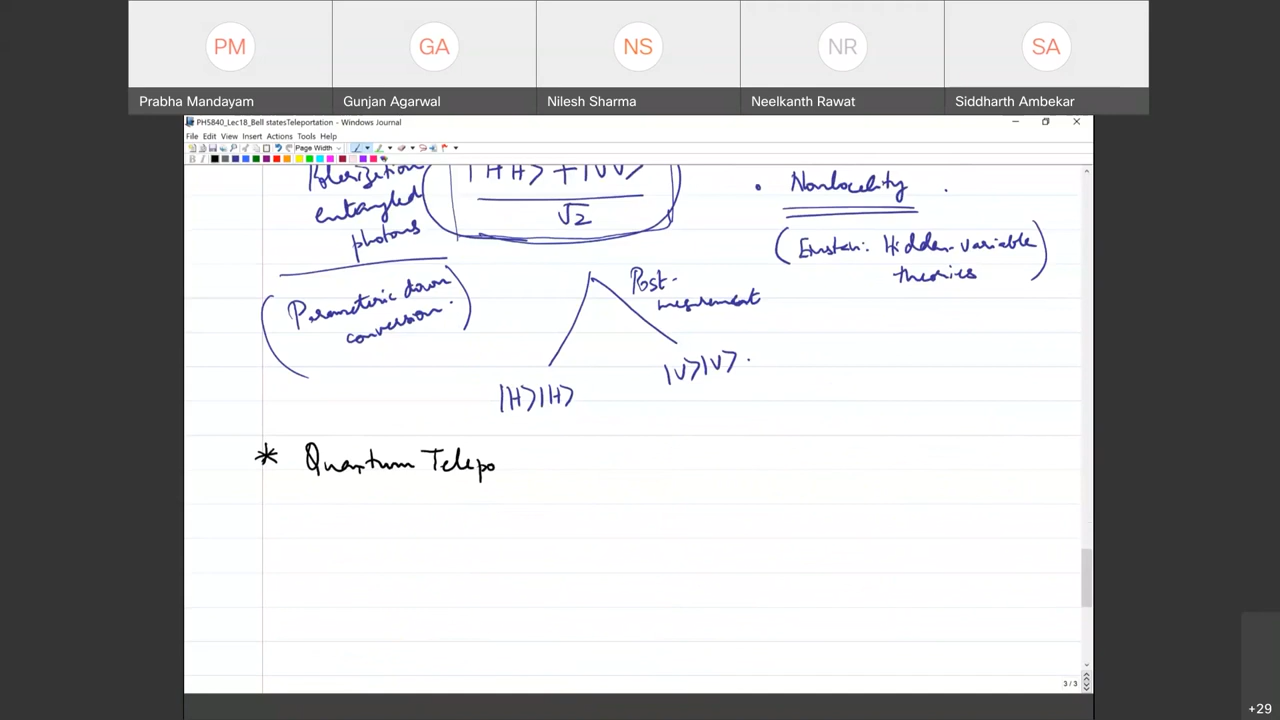 PM GA NS NR SA
Prabha Mandayam Gunjan Agarwal Nilesh Sharma Neelkanth Rawat Siddharth Ambekar
PH5840_Lec18_Bell statesTeleportation - Windows Journal
File Edit View Insert Actions Tools Help
Page Width
B I
Polarization
entangled
photons
|HH> + |VV>
√2
• Nonlocality .
(Einstein: Hidden-variable
theories)
(Parametric down
conversion.
Post-
mesurement
|H>|H>
|V>|V> .
* Quantum Telepo
3 / 3
+29